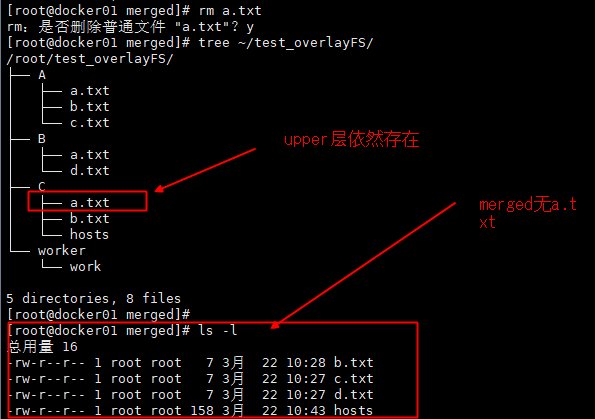 [root@docker01 merged]# rm a.txt
rm：是否删除普通文件 "a.txt"？y
[root@docker01 merged]# tree ~/test_overlayFS/
/root/test_overlayFS/
├── A
│   ├── a.txt
│   ├── b.txt
│   └── c.txt
├── B
│   ├── a.txt
│   └── d.txt
├── C
│   ├── a.txt
│   ├── b.txt
│   └── hosts
└── worker
    └── work
upper层依然存在
merged无a.t
xt
5 directories, 8 files
[root@docker01 merged]#
[root@docker01 merged]# ls -l
总用量 16
-rw-r--r-- 1 root root   7 3月  22 10:28 b.txt
-rw-r--r-- 1 root root   7 3月  22 10:27 c.txt
-rw-r--r-- 1 root root   7 3月  22 10:27 d.txt
-rw-r--r-- 1 root root 158 3月  22 10:43 hosts